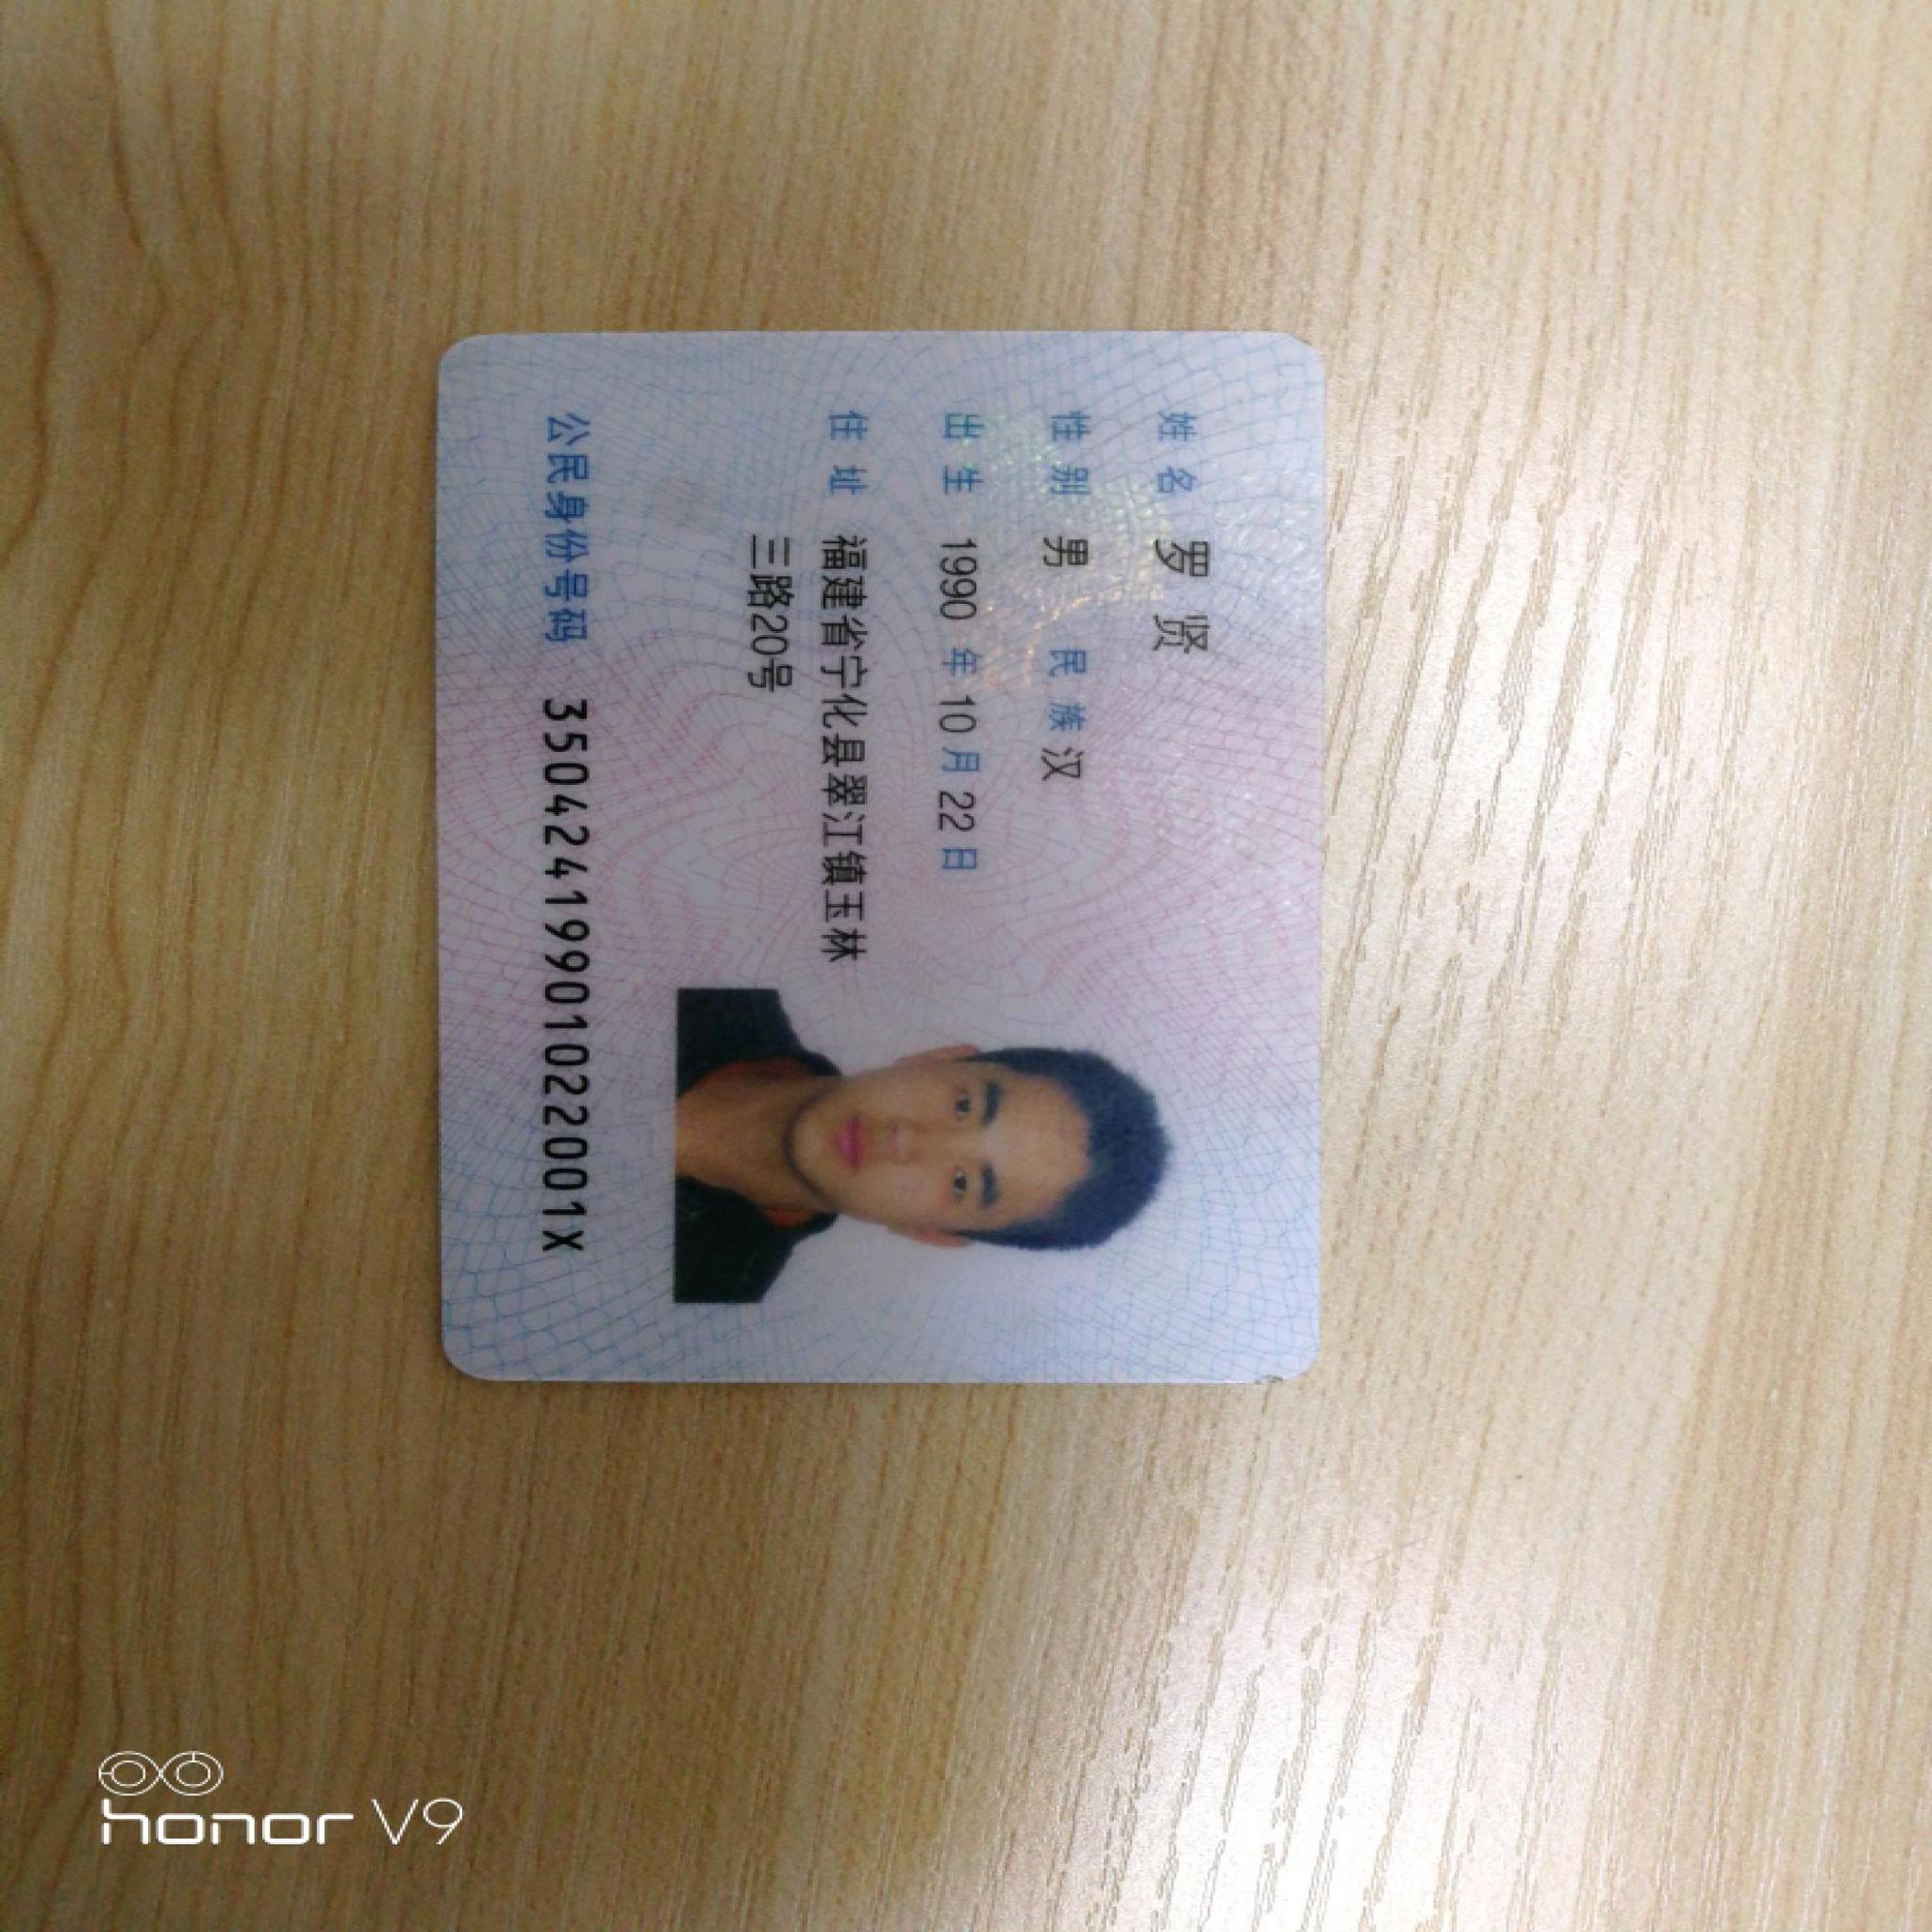 姓名 罗贤
性别 男 民族 汉
出生 1990 年 10 月 22 日
住址 福建省宁化县翠江镇玉林
三路20号
公民身份号码 35042419901022001X
honor V9